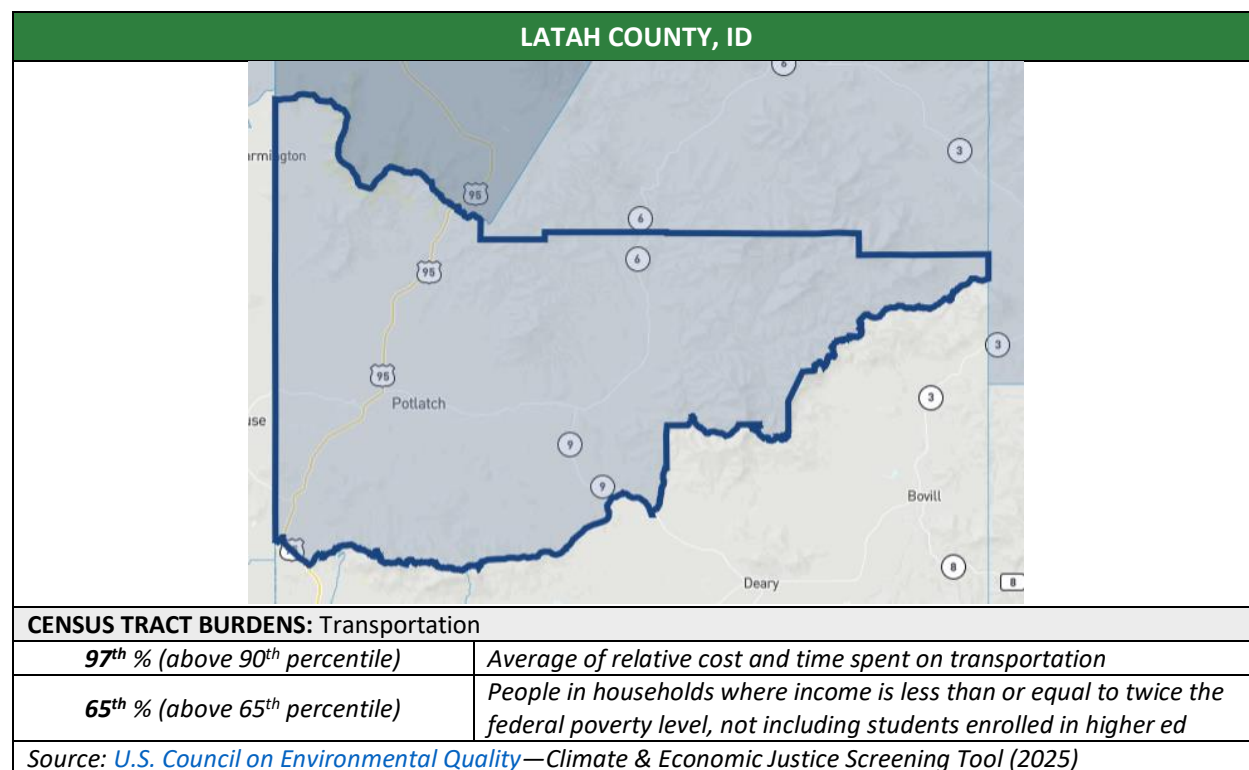 LATAH COUNTY, ID
6
3
rmington
95
6
6
95
3
95
Potlatch
3
use
9
9
Bovill
8
Deary
8
CENSUS TRACT BURDENS: Transportation
97th % (above 90th percentile)
Average of relative cost and time spent on transportation
65th % (above 65th percentile)
People in households where income is less than or equal to twice the
federal poverty level, not including students enrolled in higher ed
Source: U.S. Council on Environmental Quality—Climate & Economic Justice Screening Tool (2025)